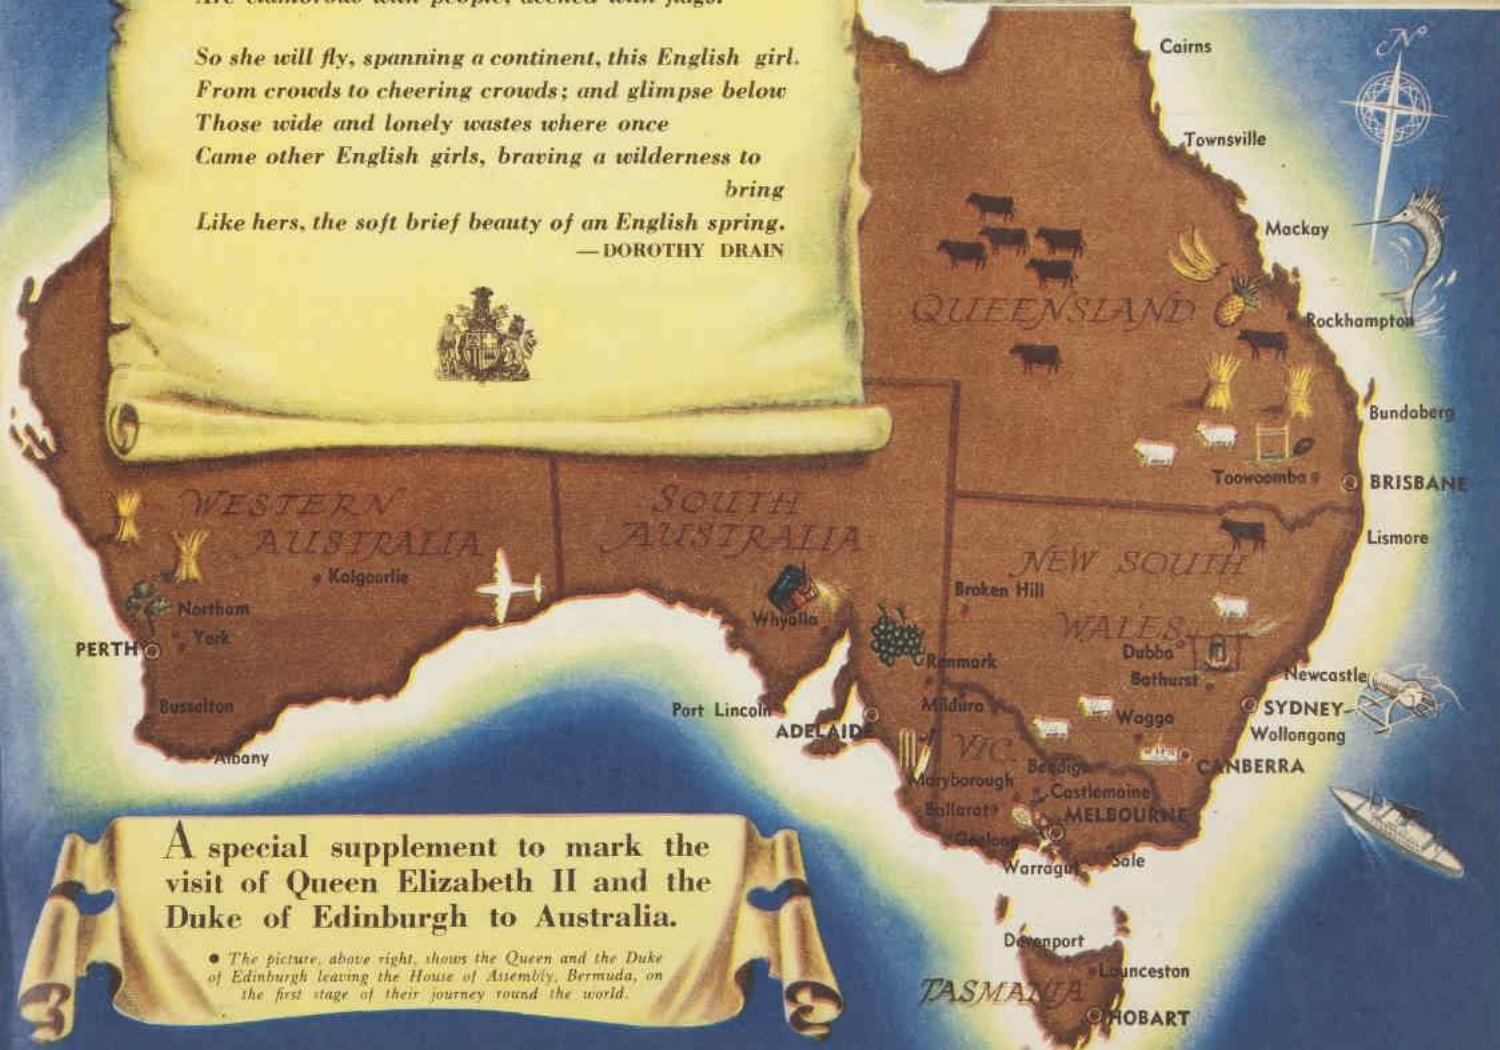 Are clamorous with people, decked with flags.
So she will fly, spanning a continent, this English girl.
From crowds to cheering crowds; and glimpse below
Those wide and lonely wastes where once
Came other English girls, braving a wilderness to
bring
Like hers, the soft brief beauty of an English spring.
—DOROTHY DRAIN
N
Cairns
Townsville
Mackay
QUEENSLAND
Rockhampton
Bundaberg
Toowoomba
BRISBANE
WESTERN
AUSTRALIA
SOUTH
AUSTRALIA
Lismore
NEW SOUTH
WALES
Kalgoorlie
Broken Hill
Northam
York
PERTH
Whyalla
Dubbo
Renmark
Bathurst
Newcastle
Busselton
Port Lincoln
Mildura
SYDNEY
Wagga
Wollongong
ADELAIDE
VIC.
Albany
Bendigo
CANBERRA
Maryborough
Castlemaine
Ballarat
MELBOURNE
Geelong
Warragul
Sale
A special supplement to mark the
visit of Queen Elizabeth II and the
Duke of Edinburgh to Australia.
● The picture, above right, shows the Queen and the Duke
of Edinburgh leaving the House of Assembly, Bermuda, on
the first stage of their journey round the world.
Devonport
Launceston
TASMANIA
HOBART